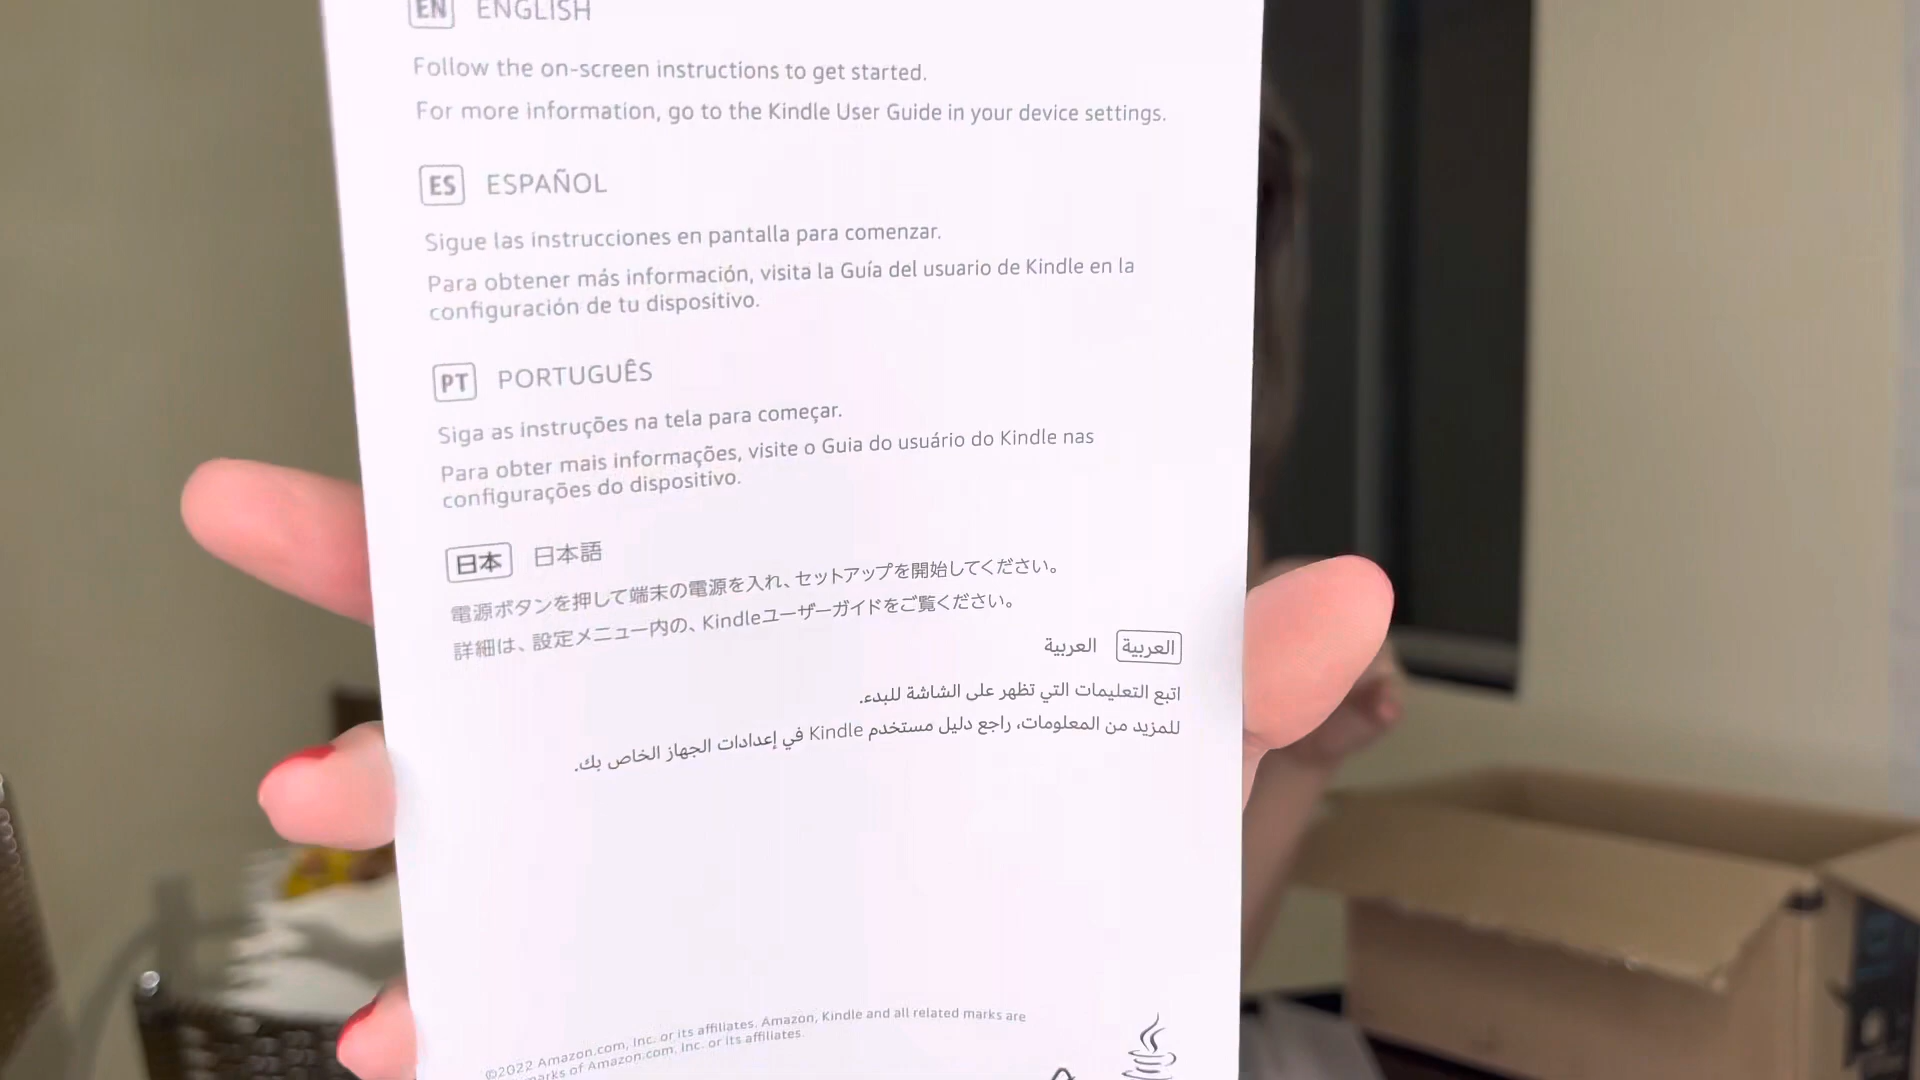 EN ENGLISH
Follow the on-screen instructions to get started.
For more information, go to the Kindle User Guide in your device settings.
ES ESPAÑOL
Sigue las instrucciones en pantalla para comenzar.
Para obtener más información, visita la Guía del usuario de Kindle en la
configuración de tu dispositivo.
PT PORTUGUÊS
Siga as instruções na tela para começar.
Para obter mais informações, visite o Guia do usuário do Kindle nas
configurações do dispositivo.
日本 日本語
電源ボタンを押して端末の電源を入れ、セットアップを開始してください。
詳細は、設定メニュー内の、Kindleユーザーガイドをご覧ください。
العربية العربية
اتبع التعليمات التي تظهر على الشاشة للبدء.
للمزيد من المعلومات، راجع دليل مستخدم Kindle في إعدادات الجهاز الخاص بك.
©2022 Amazon.com, Inc. or its affiliates. Amazon, Kindle and all related marks are
marks of Amazon.com, Inc. or its affiliates.